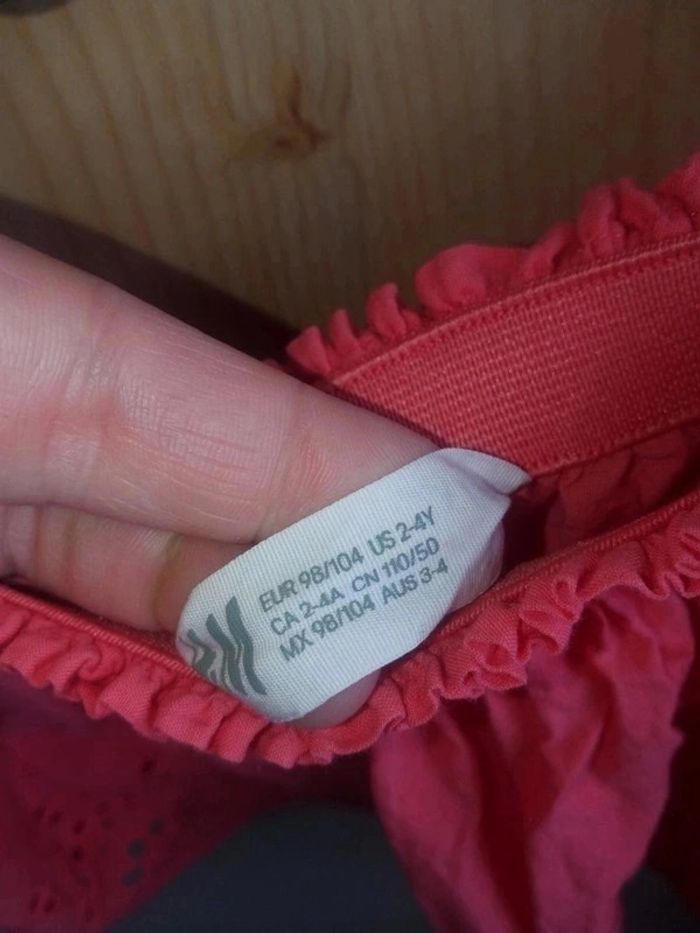 EUR 98/104 US 2-4Y
CA 2-4A CN 110/50
MX 98/104 AUS 3-4